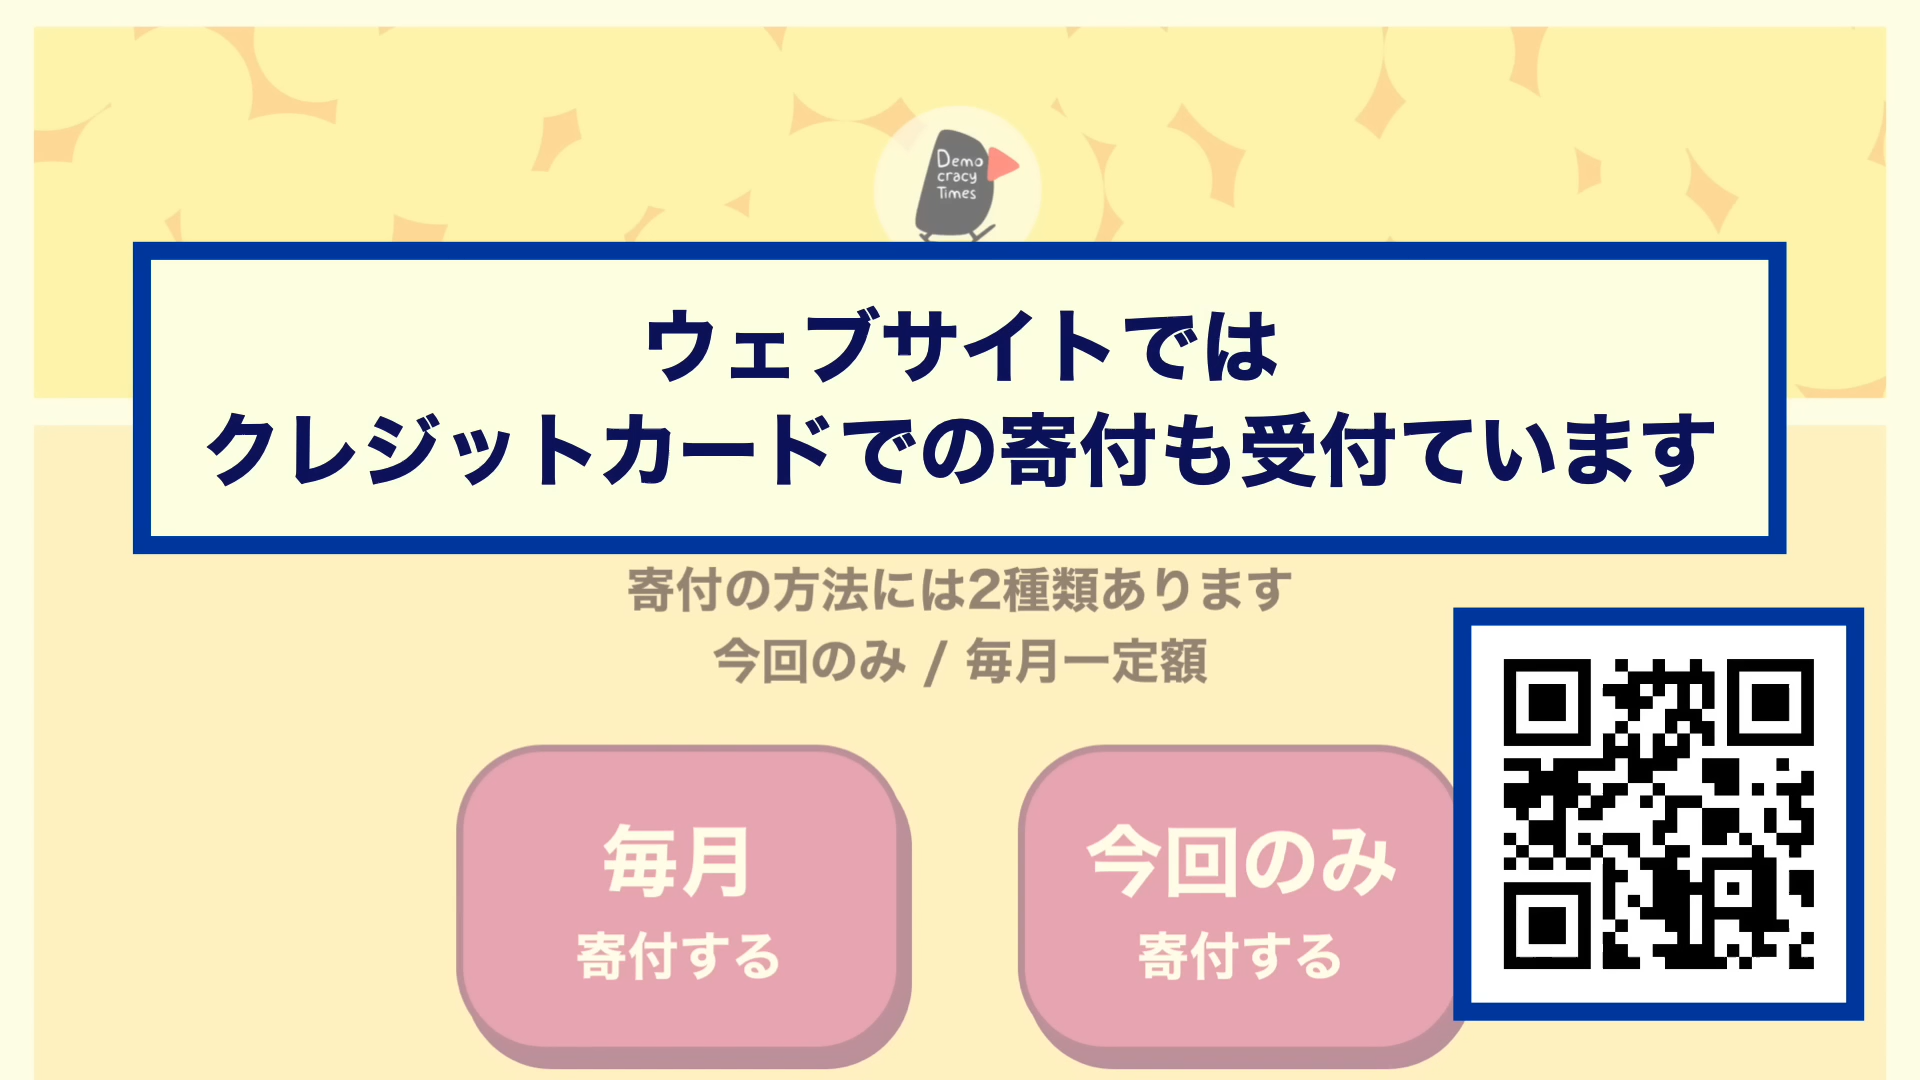 Demo
cracy
Times
ウェブサイトでは
クレジットカードでの寄付も受付ています
寄付の方法には2種類あります
今回のみ / 毎月一定額
毎月
寄付する
今回のみ
寄付する